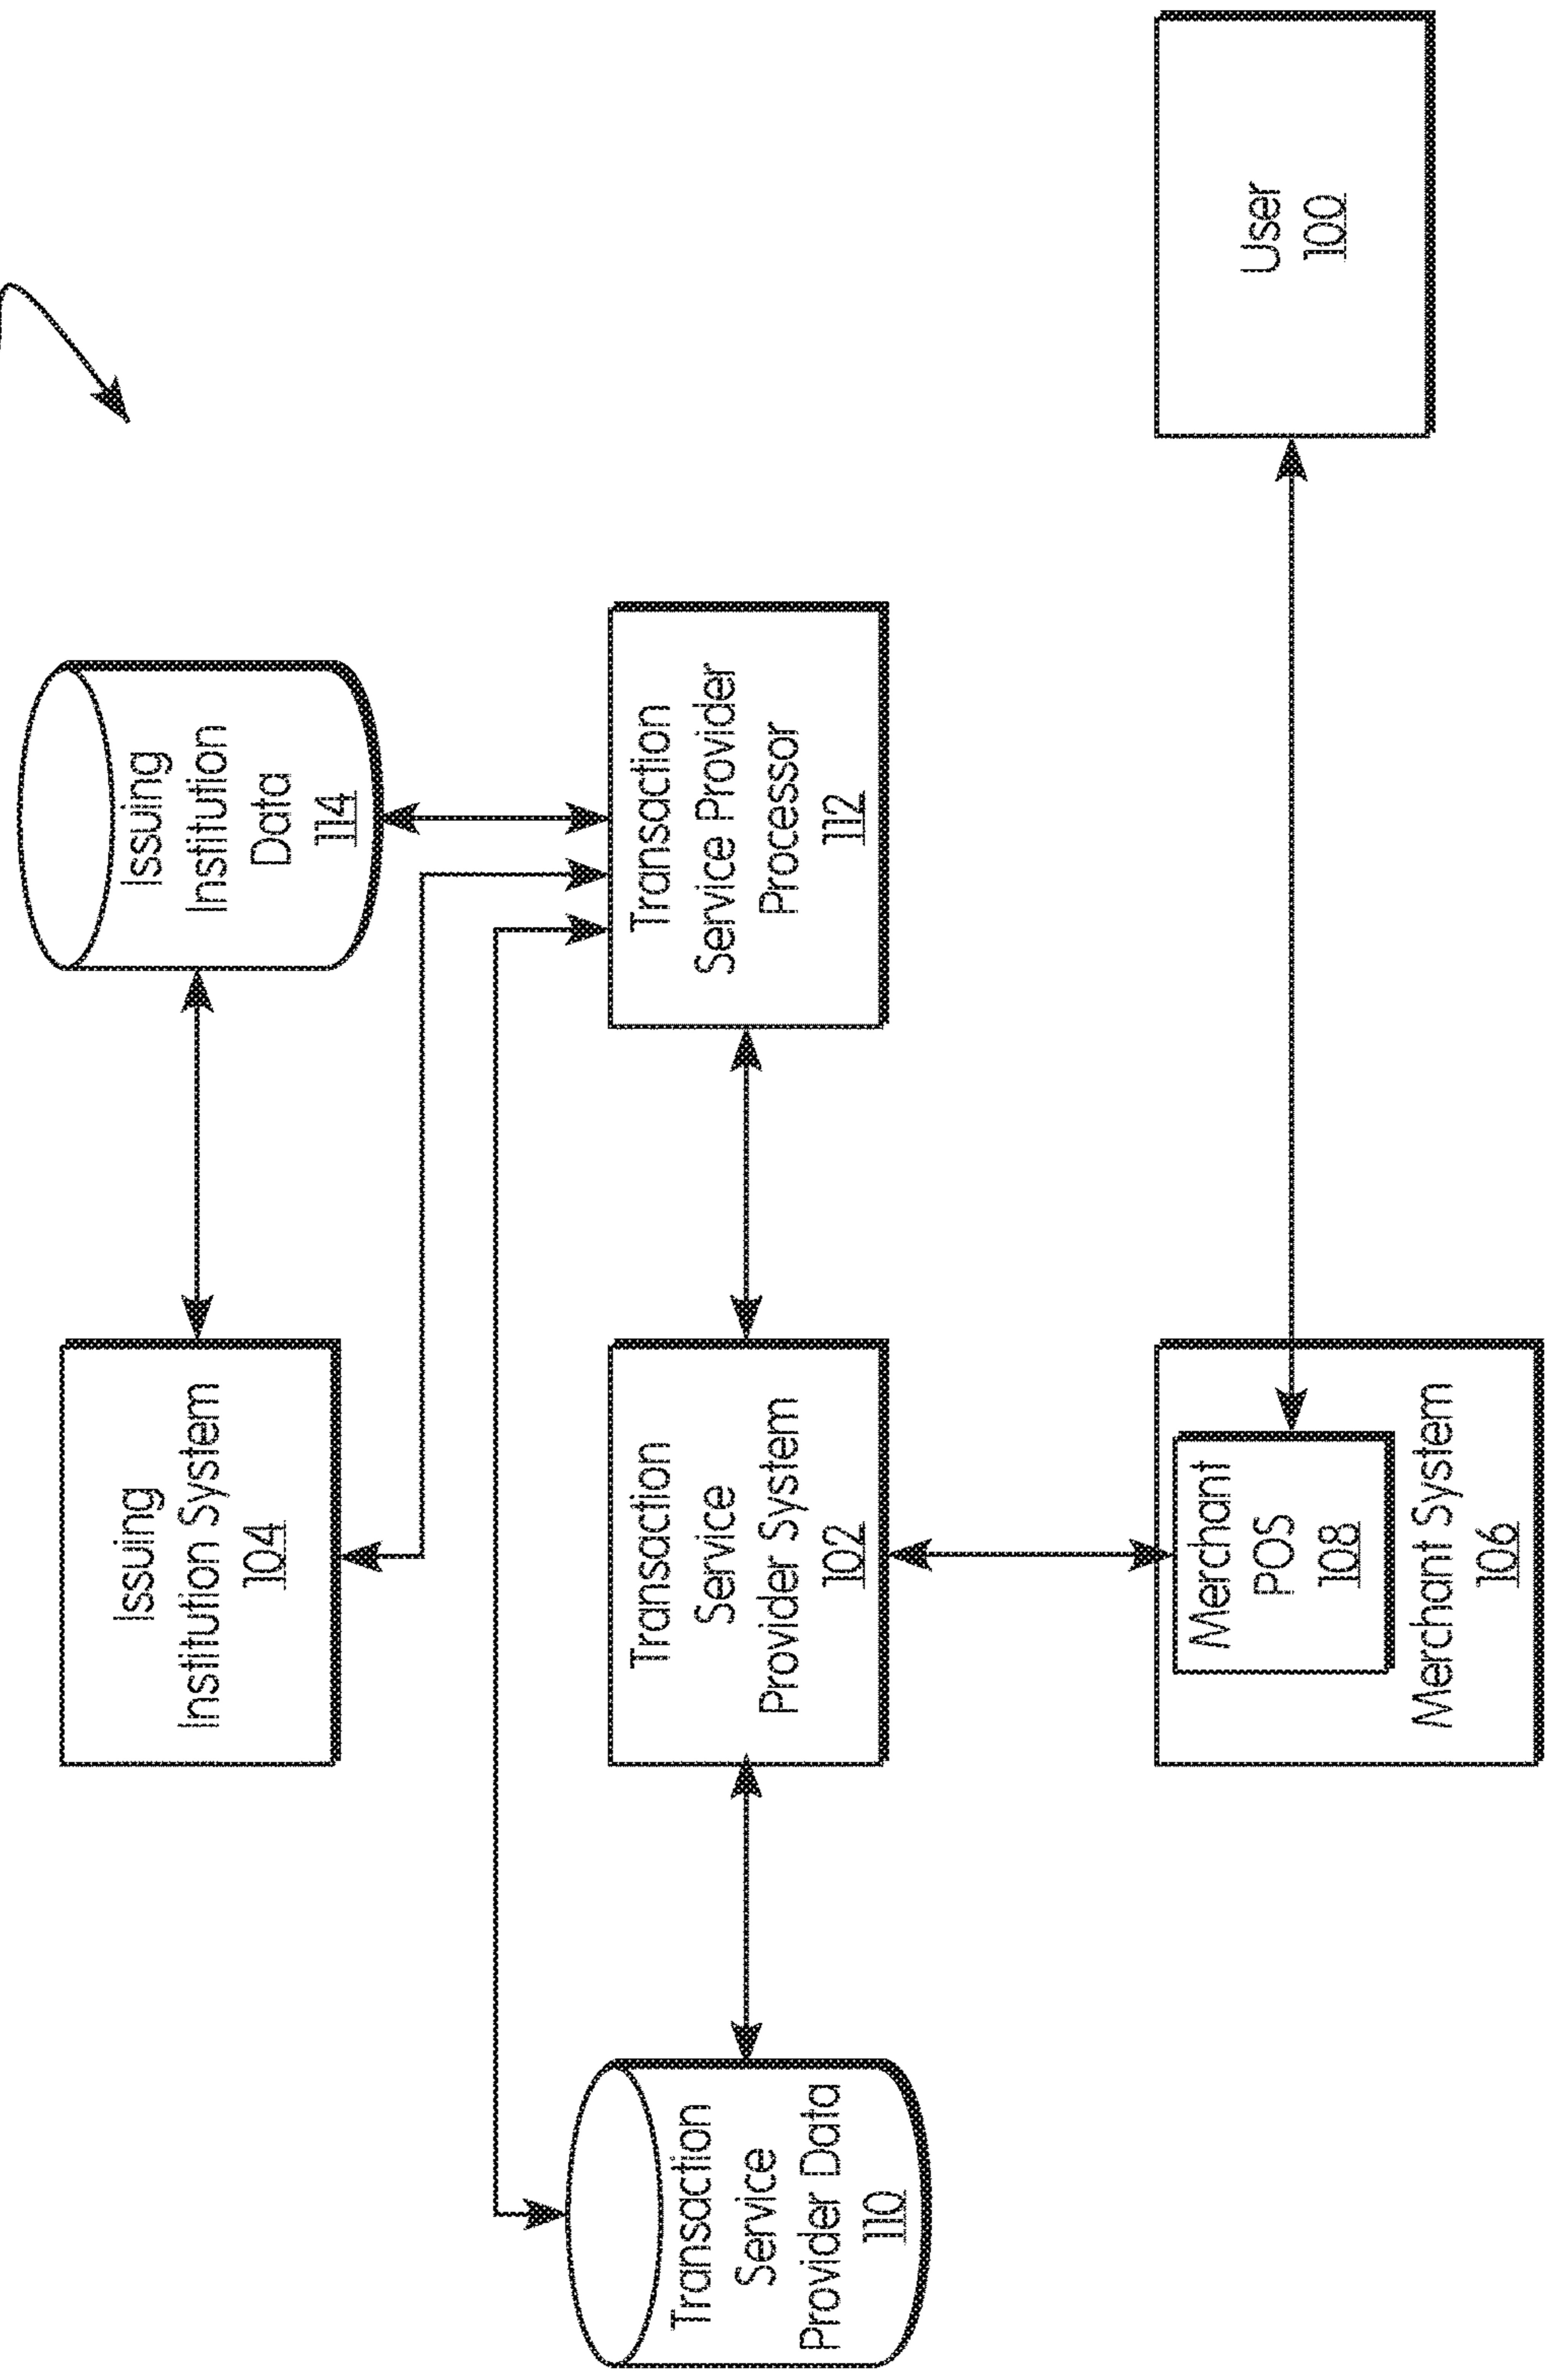 Issuing
Institution System
104
Issuing
Institution
Data
114
Transaction
Service
Provider Data
110
Transaction
Service
Provider System
102
Transaction
Service Provider
Processor
112
Merchant
POS
108
Merchant System
106
User
100